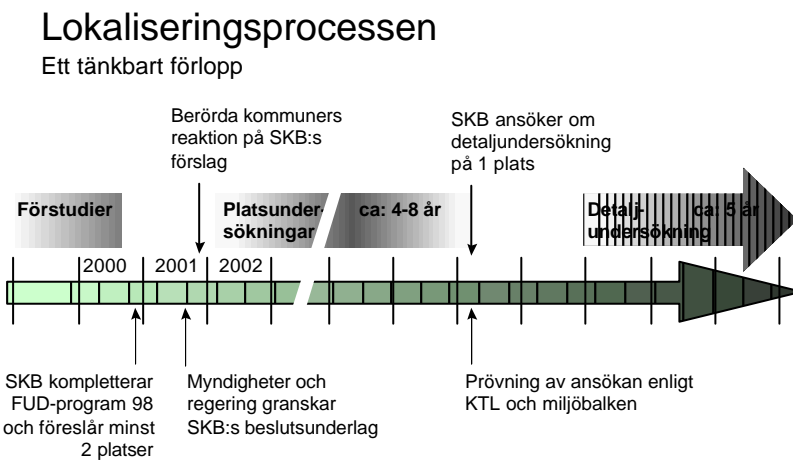 Lokaliseringsprocessen
Ett tänkbart förlopp
Berörda kommuners
reaktion på SKB:s
förslag
SKB ansöker om
detaljundersökning
på 1 plats
Förstudier
Platsunder-
sökningar
ca: 4-8 år
Detalj-
undersökning
ca: 5 år
2000
2001
2002
SKB kompletterar
FUD-program 98
och föreslår minst
2 platser
Myndigheter och
regering granskar
SKB:s beslutsunderlag
Prövning av ansökan enligt
KTL och miljöbalken